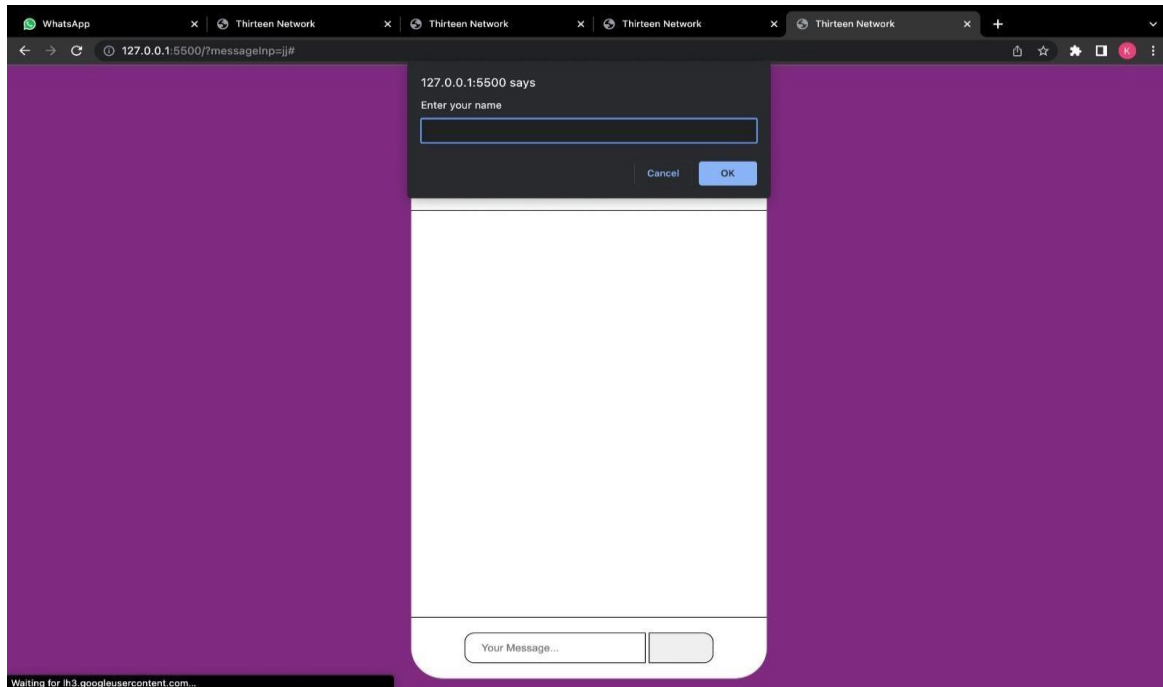 WhatsApp
Thirteen Network
Thirteen Network
Thirteen Network
Thirteen Network
127.0.0.1:5500/?messageInp=jj#
K
127.0.0.1:5500 says
Enter your name
Cancel
OK
Your Message...
Waiting for lh3.googleusercontent.com...